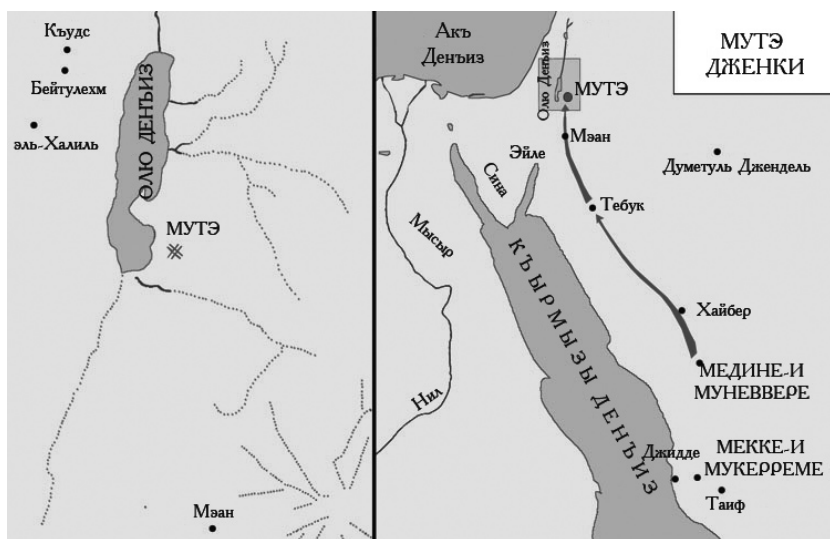 Къудс
Бейтулехм
эль-Халиль
ОЛЮ ДЕНЪИЗ
МУТЭ
Мэан
Акъ
Денъиз
МУТЭ
ДЖЕНКИ
Олю Денъиз
МУТЭ
Мэан
Эйле
Сина
Думетуль Джендель
Тебук
Мысыр
КЪЫРМЫЗЫ ДЕНЪИЗ
Хайбер
Нил
МЕДИНЕ-И
МУНЕВВЕРЕ
Джидде
МЕККЕ-И
МУКЕРРЕМЕ
Таиф